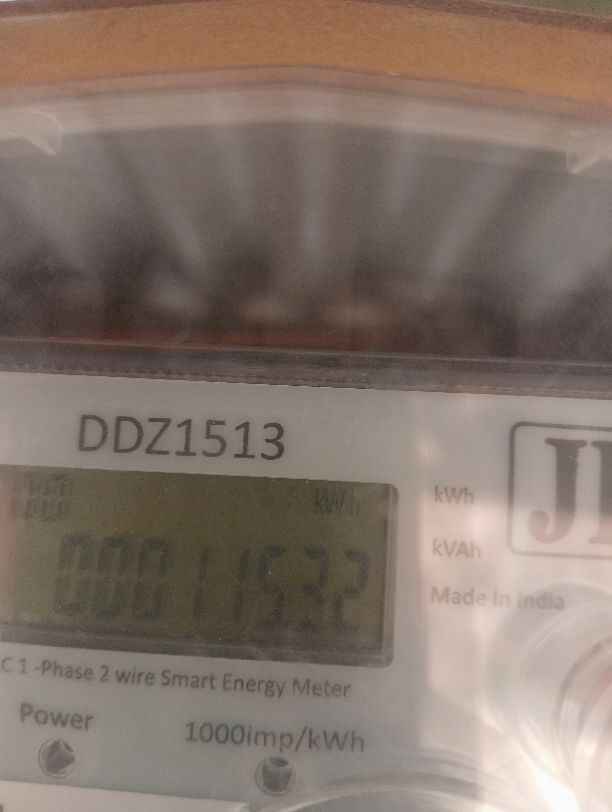 DDZ1513
kWh
00011532
kWh
kVAh
Made In India
C 1 -Phase 2 wire Smart Energy Meter
Power
1000imp/kWh